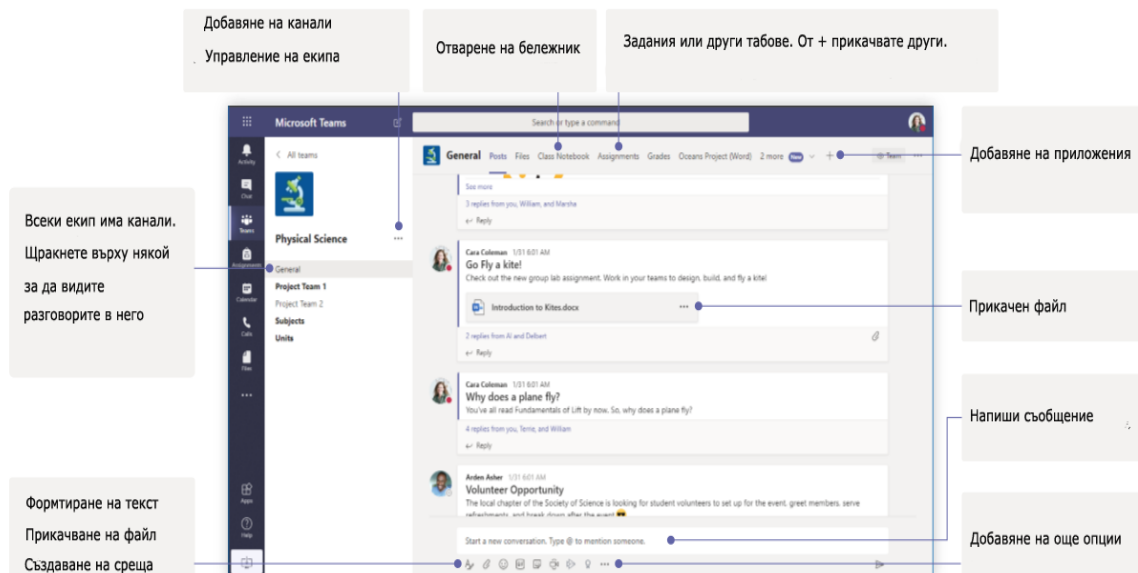 Добавяне на канали
Управление на екипа
Отварене на бележник
Задания или други табове. От + прикачвате други.
Добавяне на приложения
Всеки екип има канали.
Щракнете върху някой
за да видите
разговорите в него
Прикачен файл
Напиши съобщение
Формтиране на текст
Прикачване на файл
Създаване на среща
Добавяне на още опции
Microsoft Teams
Search or type a command
Activity
Chat
Teams
Assignments
Calendar
Calls
Files
Apps
Help
All teams
Physical Science
General
Project Team 1
Project Team 2
Subjects
Units
General Posts Files Class Notebook Assignments Grades Oceans Project (Word) 2 more New
Team
See more
3 replies from you, William, and Marsha
Reply
Cara Coleman 1/31 6:01 AM
Go Fly a kite!
Check out the new group lab assignment. Work in your teams to design, build, and fly a kite!
Introduction to Kites.docx
2 replies from Al and Delbert
Reply
Cara Coleman 1/31 6:01 AM
Why does a plane fly?
You've all read Fundamentals of Lift by now. So, why does a plane fly?
4 replies from you, Terrie, and William
Reply
Arden Asher 1/31 6:01 AM
Volunteer Opportunity
The local chapter of the Society of Science is looking for student volunteers to set up for the event, greet members, serve
refreshments, and break down after the event
Start a new conversation. Type @ to mention someone.